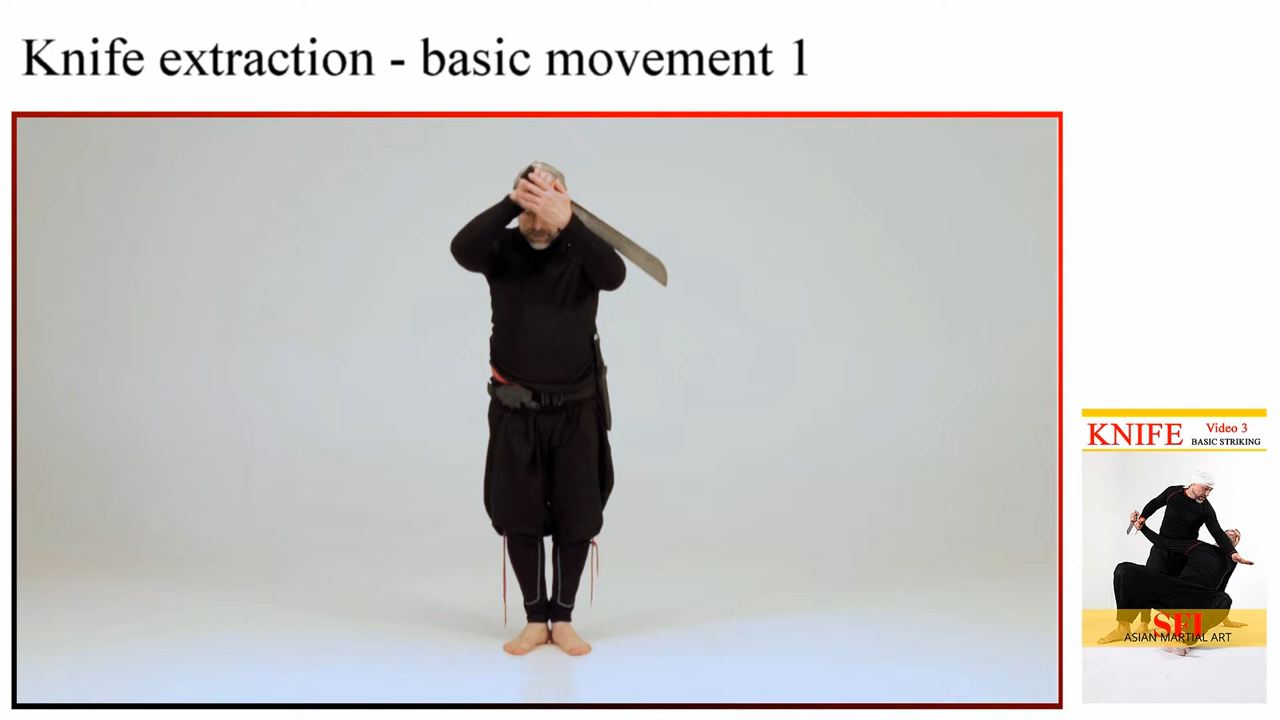 Knife extraction - basic movement 1
KNIFE Video 3
BASIC STRIKING
SFI
ASIAN MARTIAL ART